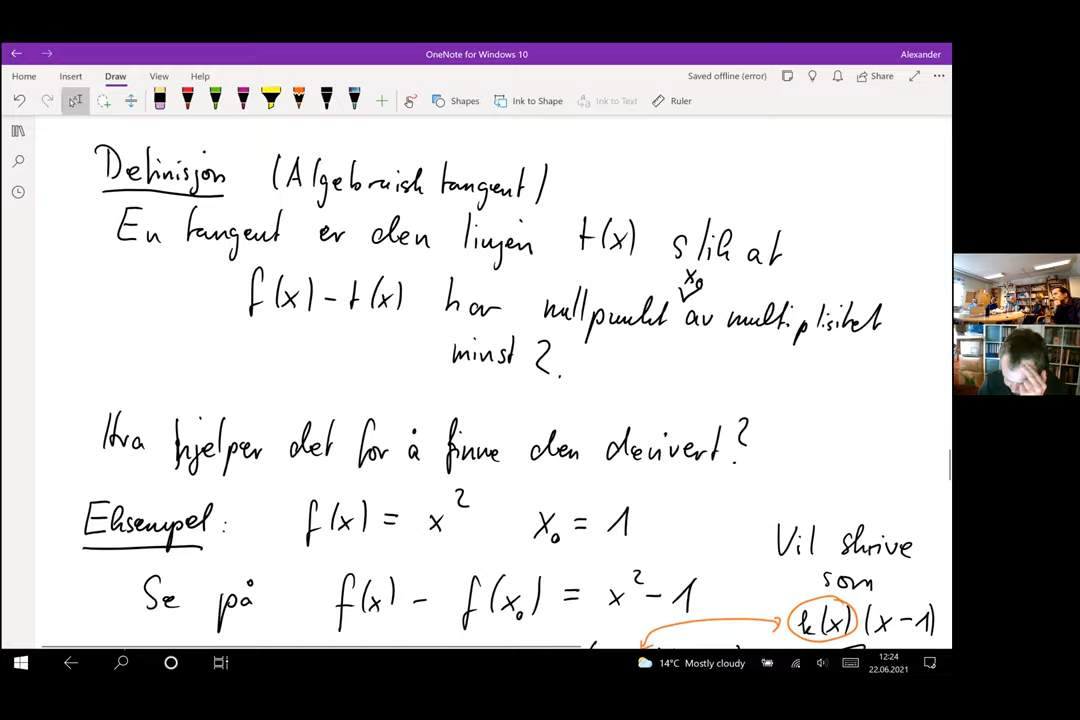 OneNote for Windows 10
Alexander
Home Insert Draw View Help
Saved offline (error)
Share
Shapes
Ink to Shape
Ink to Text
Ruler
Definisjon (Algebraisk tangent)
En tangent er den linjen t(x) slik at
x₀
f(x) - t(x) har nullpunkt av multiplisitet
minst 2.
Hva hjelper det for å finne den derivert?
Eksempel: f(x) = x² x₀ = 1
Vil skrive
som
Se på f(x) - f(x₀) = x² - 1
k(x) (x-1)
14°C Mostly cloudy
12:24
22.06.2021